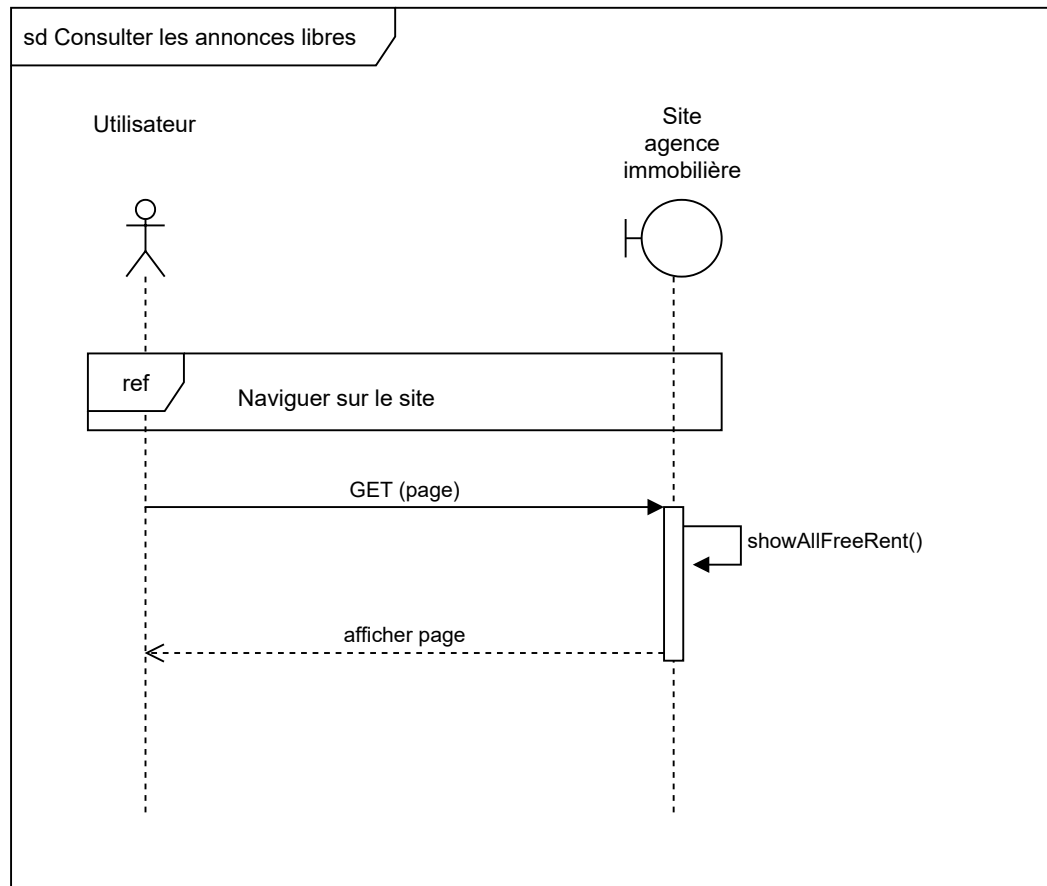 sd Consulter les annonces libres
Utilisateur
Site
agence
immobilière
ref
Naviguer sur le site
GET (page)
showAllFreeRent()
afficher page